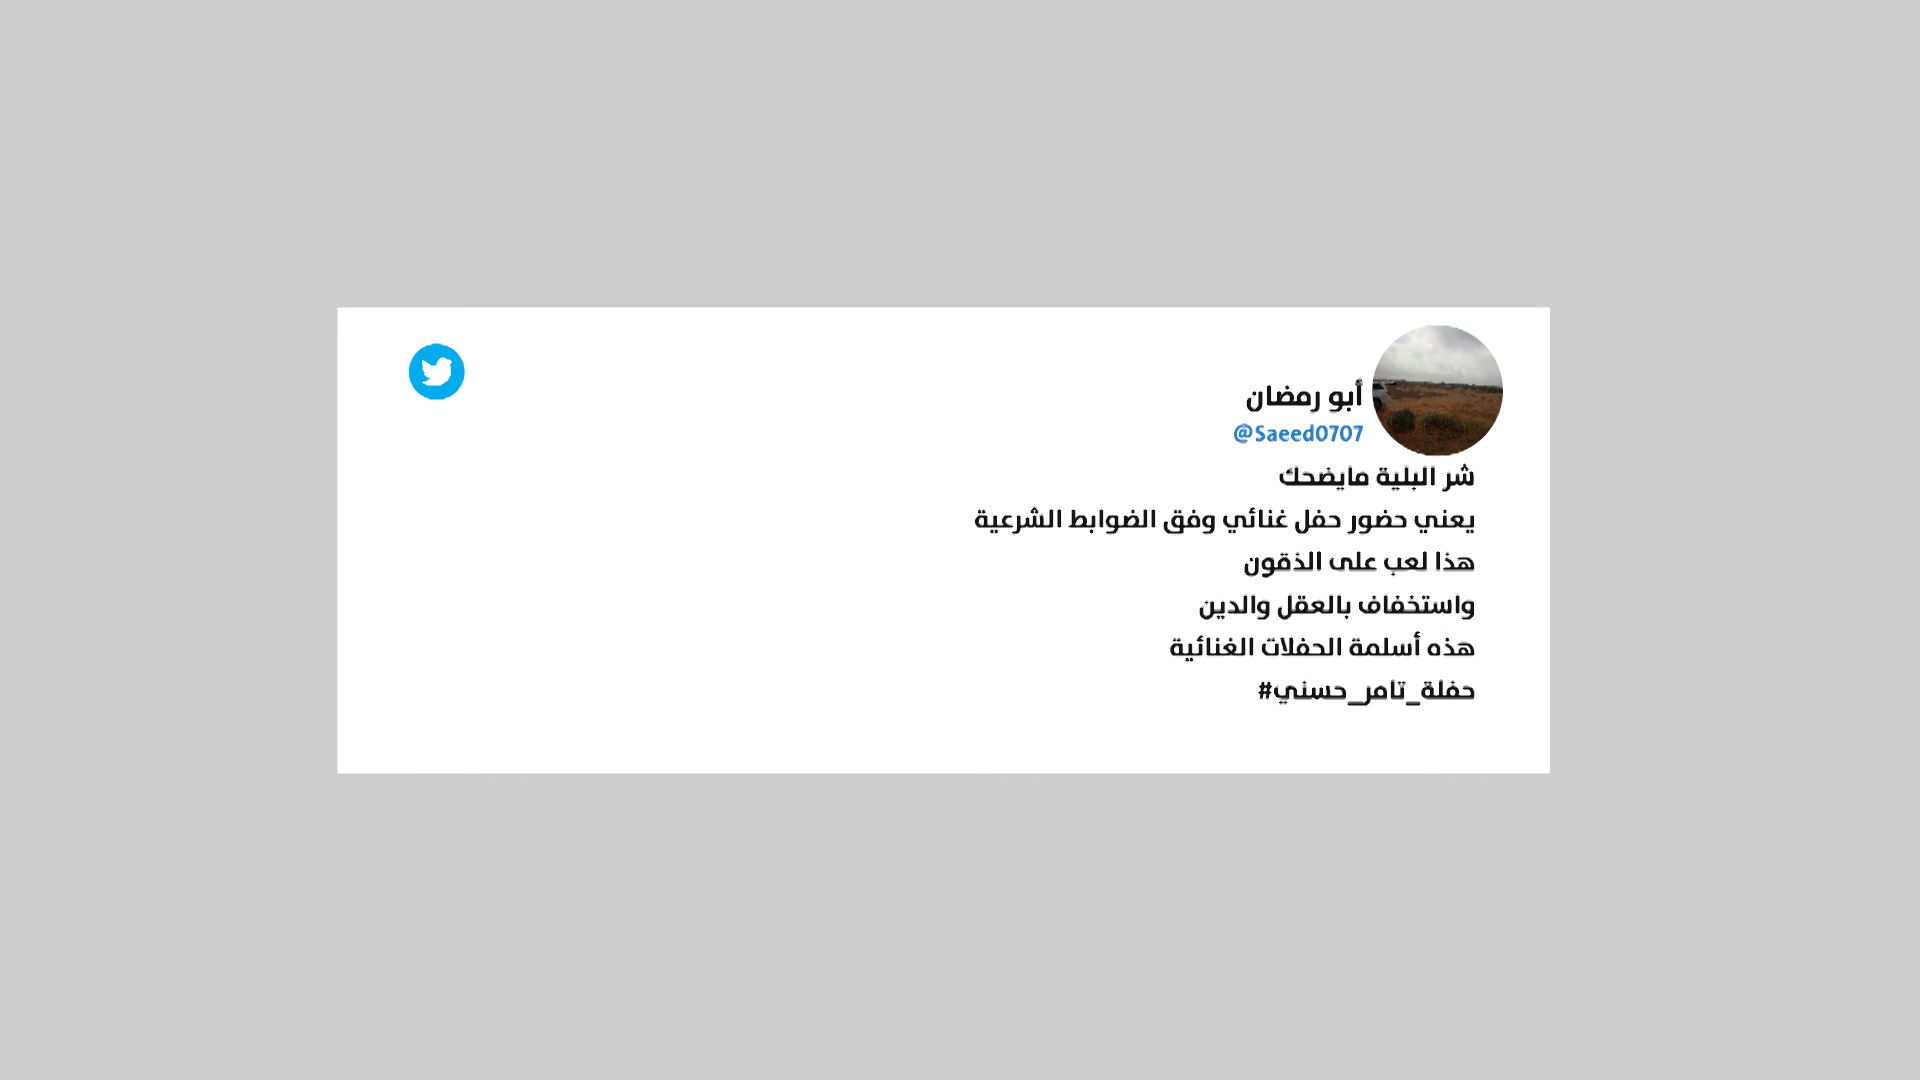 أبو رمضان
@Saeed0707
شر البلية مايضحك
يعني حضور حفل غنائي وفق الضوابط الشرعية
هذا لعب على الذقون
واستخفاف بالعقل والدين
هذه أسلمة الحفلات الغنائية
#حفلة_تامر_حسني